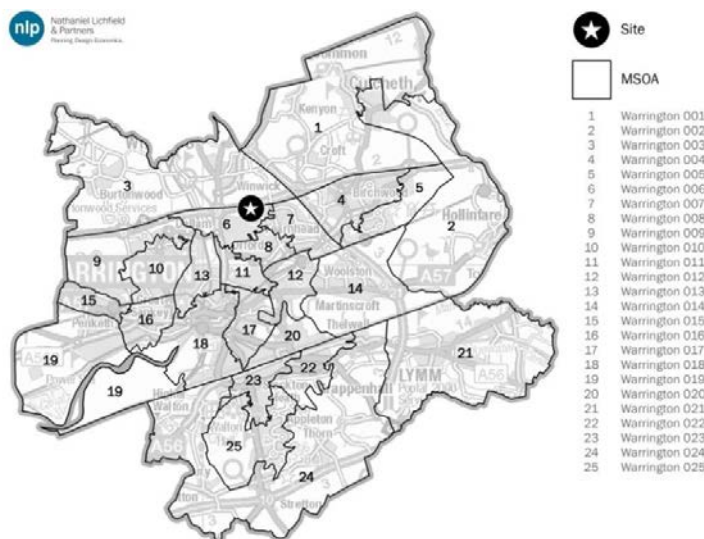 nlp
Nathaniel Lichfield
& Partners
Planning. Design. Economics.
Site
MSOA
1 Warrington 001
2 Warrington 002
3 Warrington 003
4 Warrington 004
5 Warrington 005
6 Warrington 006
7 Warrington 007
8 Warrington 008
9 Warrington 009
10 Warrington 010
11 Warrington 011
12 Warrington 012
13 Warrington 013
14 Warrington 014
15 Warrington 015
16 Warrington 016
17 Warrington 017
18 Warrington 018
19 Warrington 019
20 Warrington 020
21 Warrington 021
22 Warrington 022
23 Warrington 023
24 Warrington 024
25 Warrington 025
12
Culcheth
Kenyon
1
Croft
2
3
Winwick
Burtonwood
4
Birchwood
5
6
7
Hollinfare
2
8
9
10
RRINGTON
13
11
12
Woolston
A57
14
15
Martinscroft
Penketh
16
Thelwall
14
17
20
18
21
19
22
19
23
Walton
LYMM
A56
Appleton
Thorn
A56
25
24
Stretton
3